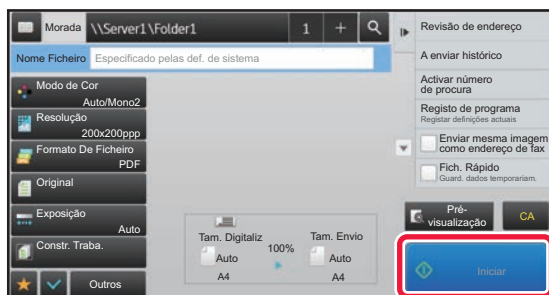 Morada \\Server1\Folder1 1 +
Nome Ficheiro Especificado pelas def. de sistema
Modo de Cor
Auto/Mono2
Resolução
200x200ppp
Formato De Ficheiro
PDF
Original
Exposição
Auto
Constr. Traba.
Outros
Tam. Digitaliz
Auto
A4
100%
Tam. Envio
Auto
A4
Revisão de endereço
A enviar histórico
Activar número
de procura
Registo de programa
Registar definições actuais
Enviar mesma imagem
como endereço de fax
Fich. Rápido
Guard. dados temporariam.
Pré-
visualização
CA
Iniciar